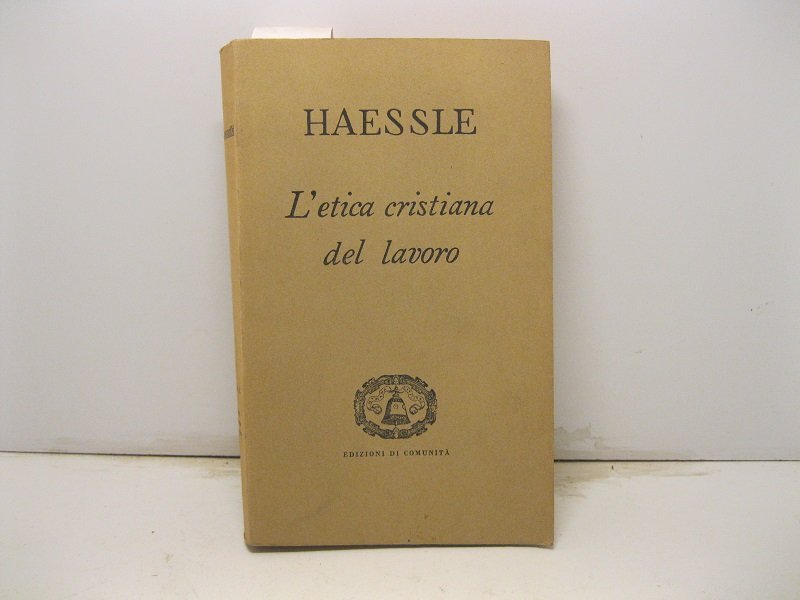 HAESSLE
L'etica cristiana
del lavoro
EDIZIONI DI COMUNITÀ